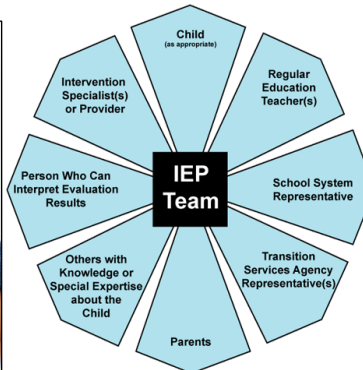 Child
(as appropriate)
Regular
Education
Teacher(s)
School System
Representative
Transition
Services Agency
Representative(s)
Parents
Others with
Knowledge or
Special Expertise
about the
Child
Person Who Can
Interpret Evaluation
Results
Intervention
Specialist(s)
or Provider
IEP
Team